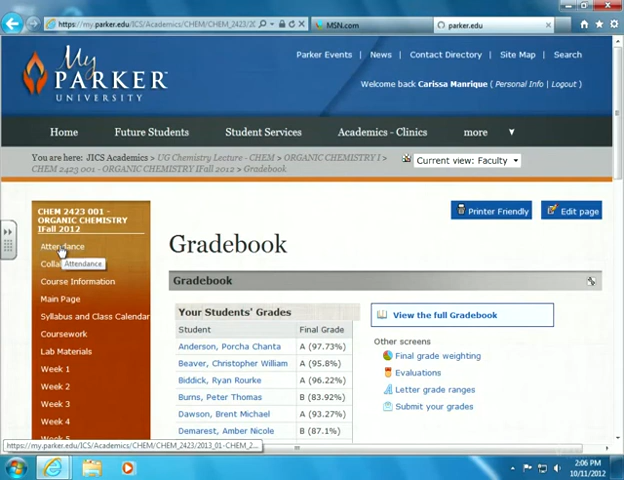 https://my.parker.edu/ICS/Academics/CHEM/CHEM_2423/20
MSN.com
parker.edu
My
PARKER
UNIVERSITY
Parker Events | News | Contact Directory | Site Map | Search
Welcome back Carissa Manrique ( Personal Info | Logout )
Home Future Students Student Services Academics - Clinics more
You are here: JICS Academics > UG Chemistry Lecture - CHEM > ORGANIC CHEMISTRY I >
CHEM 2423 001 - ORGANIC CHEMISTRY IFall 2012 > Gradebook
Current view: Faculty
CHEM 2423 001 -
ORGANIC CHEMISTRY
IFall 2012
Attendance
Colla
Attendance
Course Information
Main Page
Syllabus and Class Calendar
Coursework
Lab Materials
Week 1
Week 2
Week 3
Week 4
Printer Friendly
Edit page
Gradebook
Gradebook
Your Students' Grades
Student Final Grade
Anderson, Porcha Chanta A (97.73%)
Beaver, Christopher William A (95.8%)
Biddick, Ryan Rourke A (96.22%)
Burns, Peter Thomas B (83.92%)
Dawson, Brent Michael A (93.27%)
Demarest, Amber Nicole B (87.1%)
View the full Gradebook
Other screens
Final grade weighting
Evaluations
Letter grade ranges
Submit your grades
https://my.parker.edu/ICS/Academics/CHEM/CHEM_2423/2013_01-CHEM_2...
2:06 PM
10/11/2012